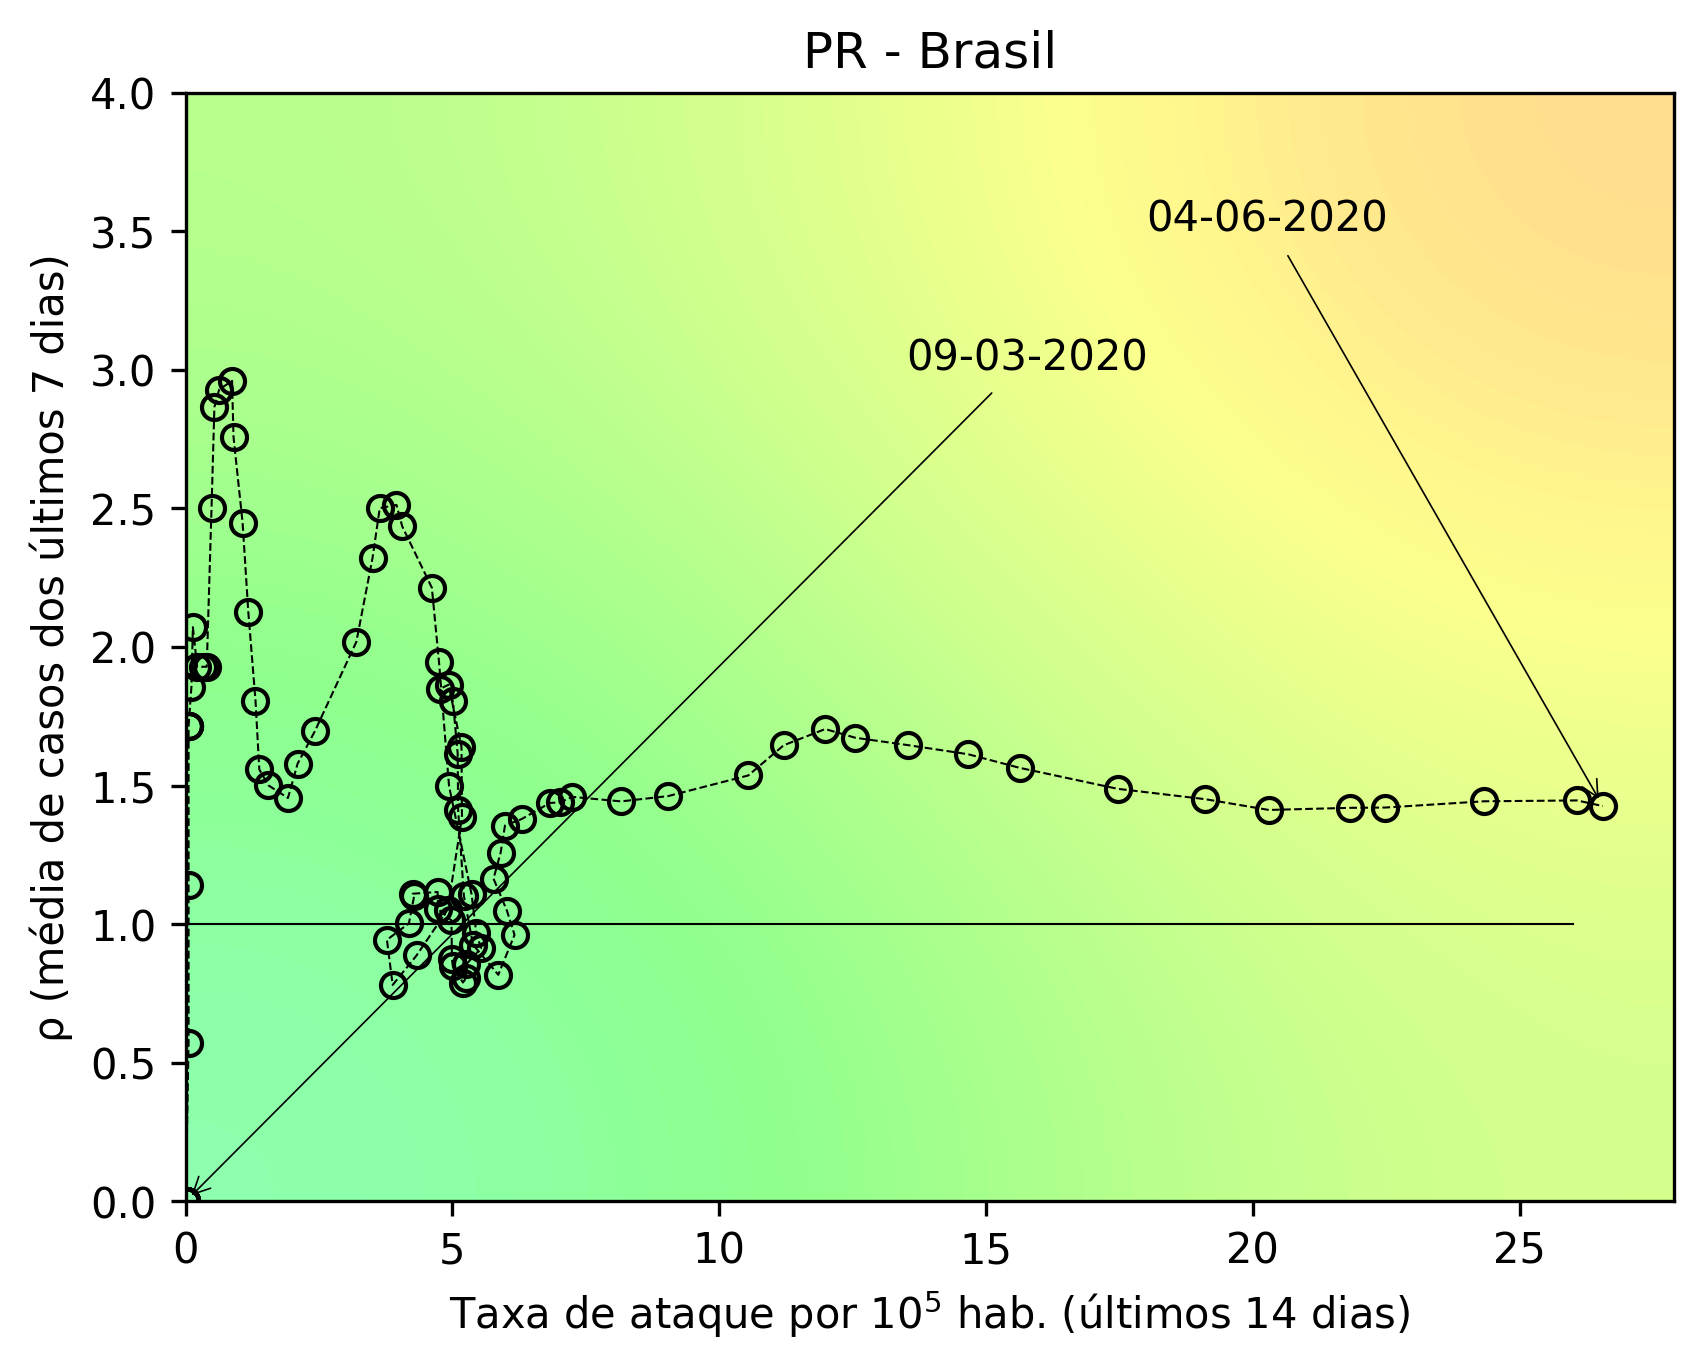 PR - Brasil
4.0
3.5
3.0
2.5
2.0
1.5
1.0
0.5
0.0
ρ (média de casos dos últimos 7 dias)
04-06-2020
09-03-2020
0 5 10 15 20 25
Taxa de ataque por 10⁵ hab. (últimos 14 dias)